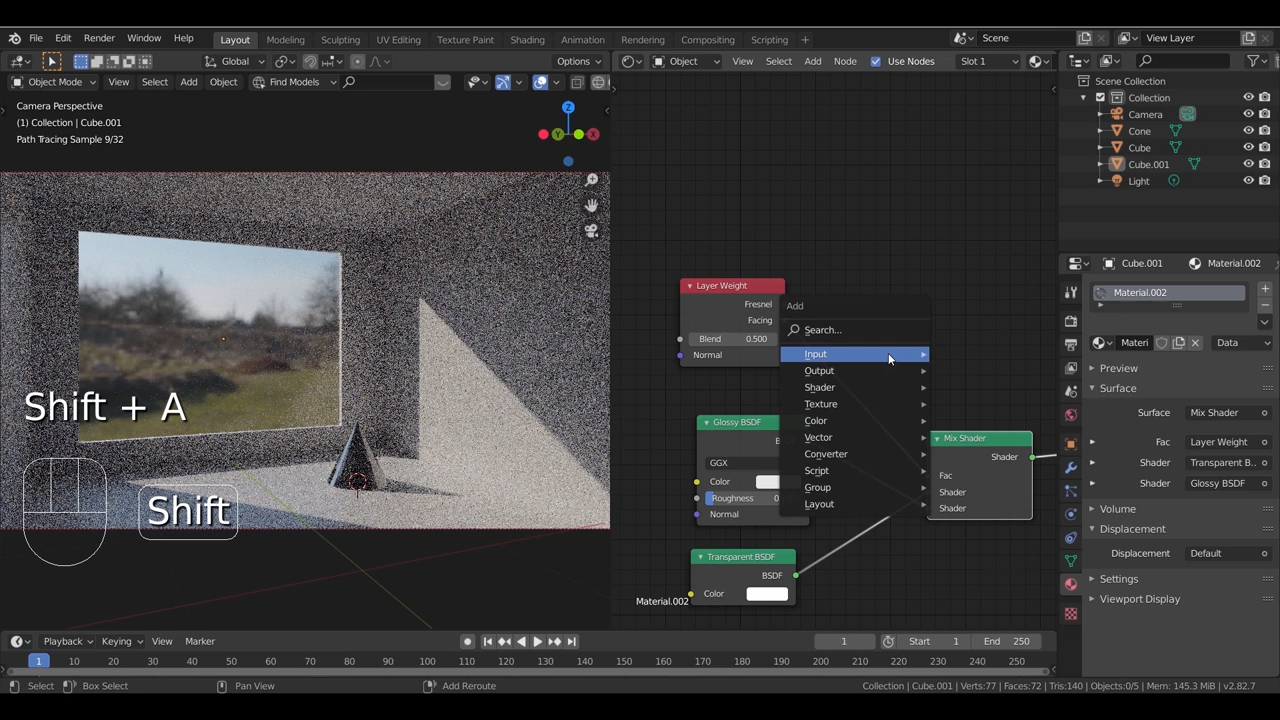 File Edit Render Window Help Layout Modeling Sculpting UV Editing Texture Paint Shading Animation Rendering Compositing Scripting + Scene View Layer
Global Options Object View Select Add Node Use Nodes Slot 1
Object Mode View Select Add Object Find Models
Camera Perspective
(1) Collection | Cube.001
Path Tracing Sample 9/32
Z
Y
X
Shift + A
Shift
Layer Weight
Fresnel
Facing
Blend 0.500
Normal
Glossy BSDF
B
GGX
Color
Roughness 0
Normal
Transparent BSDF
BSDF
Color
Material.002
Add
Search...
Input
Output
Shader
Texture
Color
Vector
Converter
Script
Group
Layout
Mix Shader
Shader
Fac
Shader
Shader
Scene Collection
Collection
Camera
Cone
Cube
Cube.001
Light
Cube.001 Material.002
Material.002
Materi Data
Preview
Surface
Surface Mix Shader
Fac Layer Weight
Shader Transparent B..
Shader Glossy BSDF
Volume
Displacement
Displacement Default
Settings
Viewport Display
Playback Keying View Marker 1 Start 1 End 250
1 10 20 30 40 50 60 70 80 90 100 110 120 130 140 150 160 170 180 190 200 210 220 230 240 250
Select Box Select Pan View Add Reroute Collection | Cube.001 | Verts:77 | Faces:72 | Tris:140 | Objects:0/5 | Mem: 145.3 MiB | v2.82.7